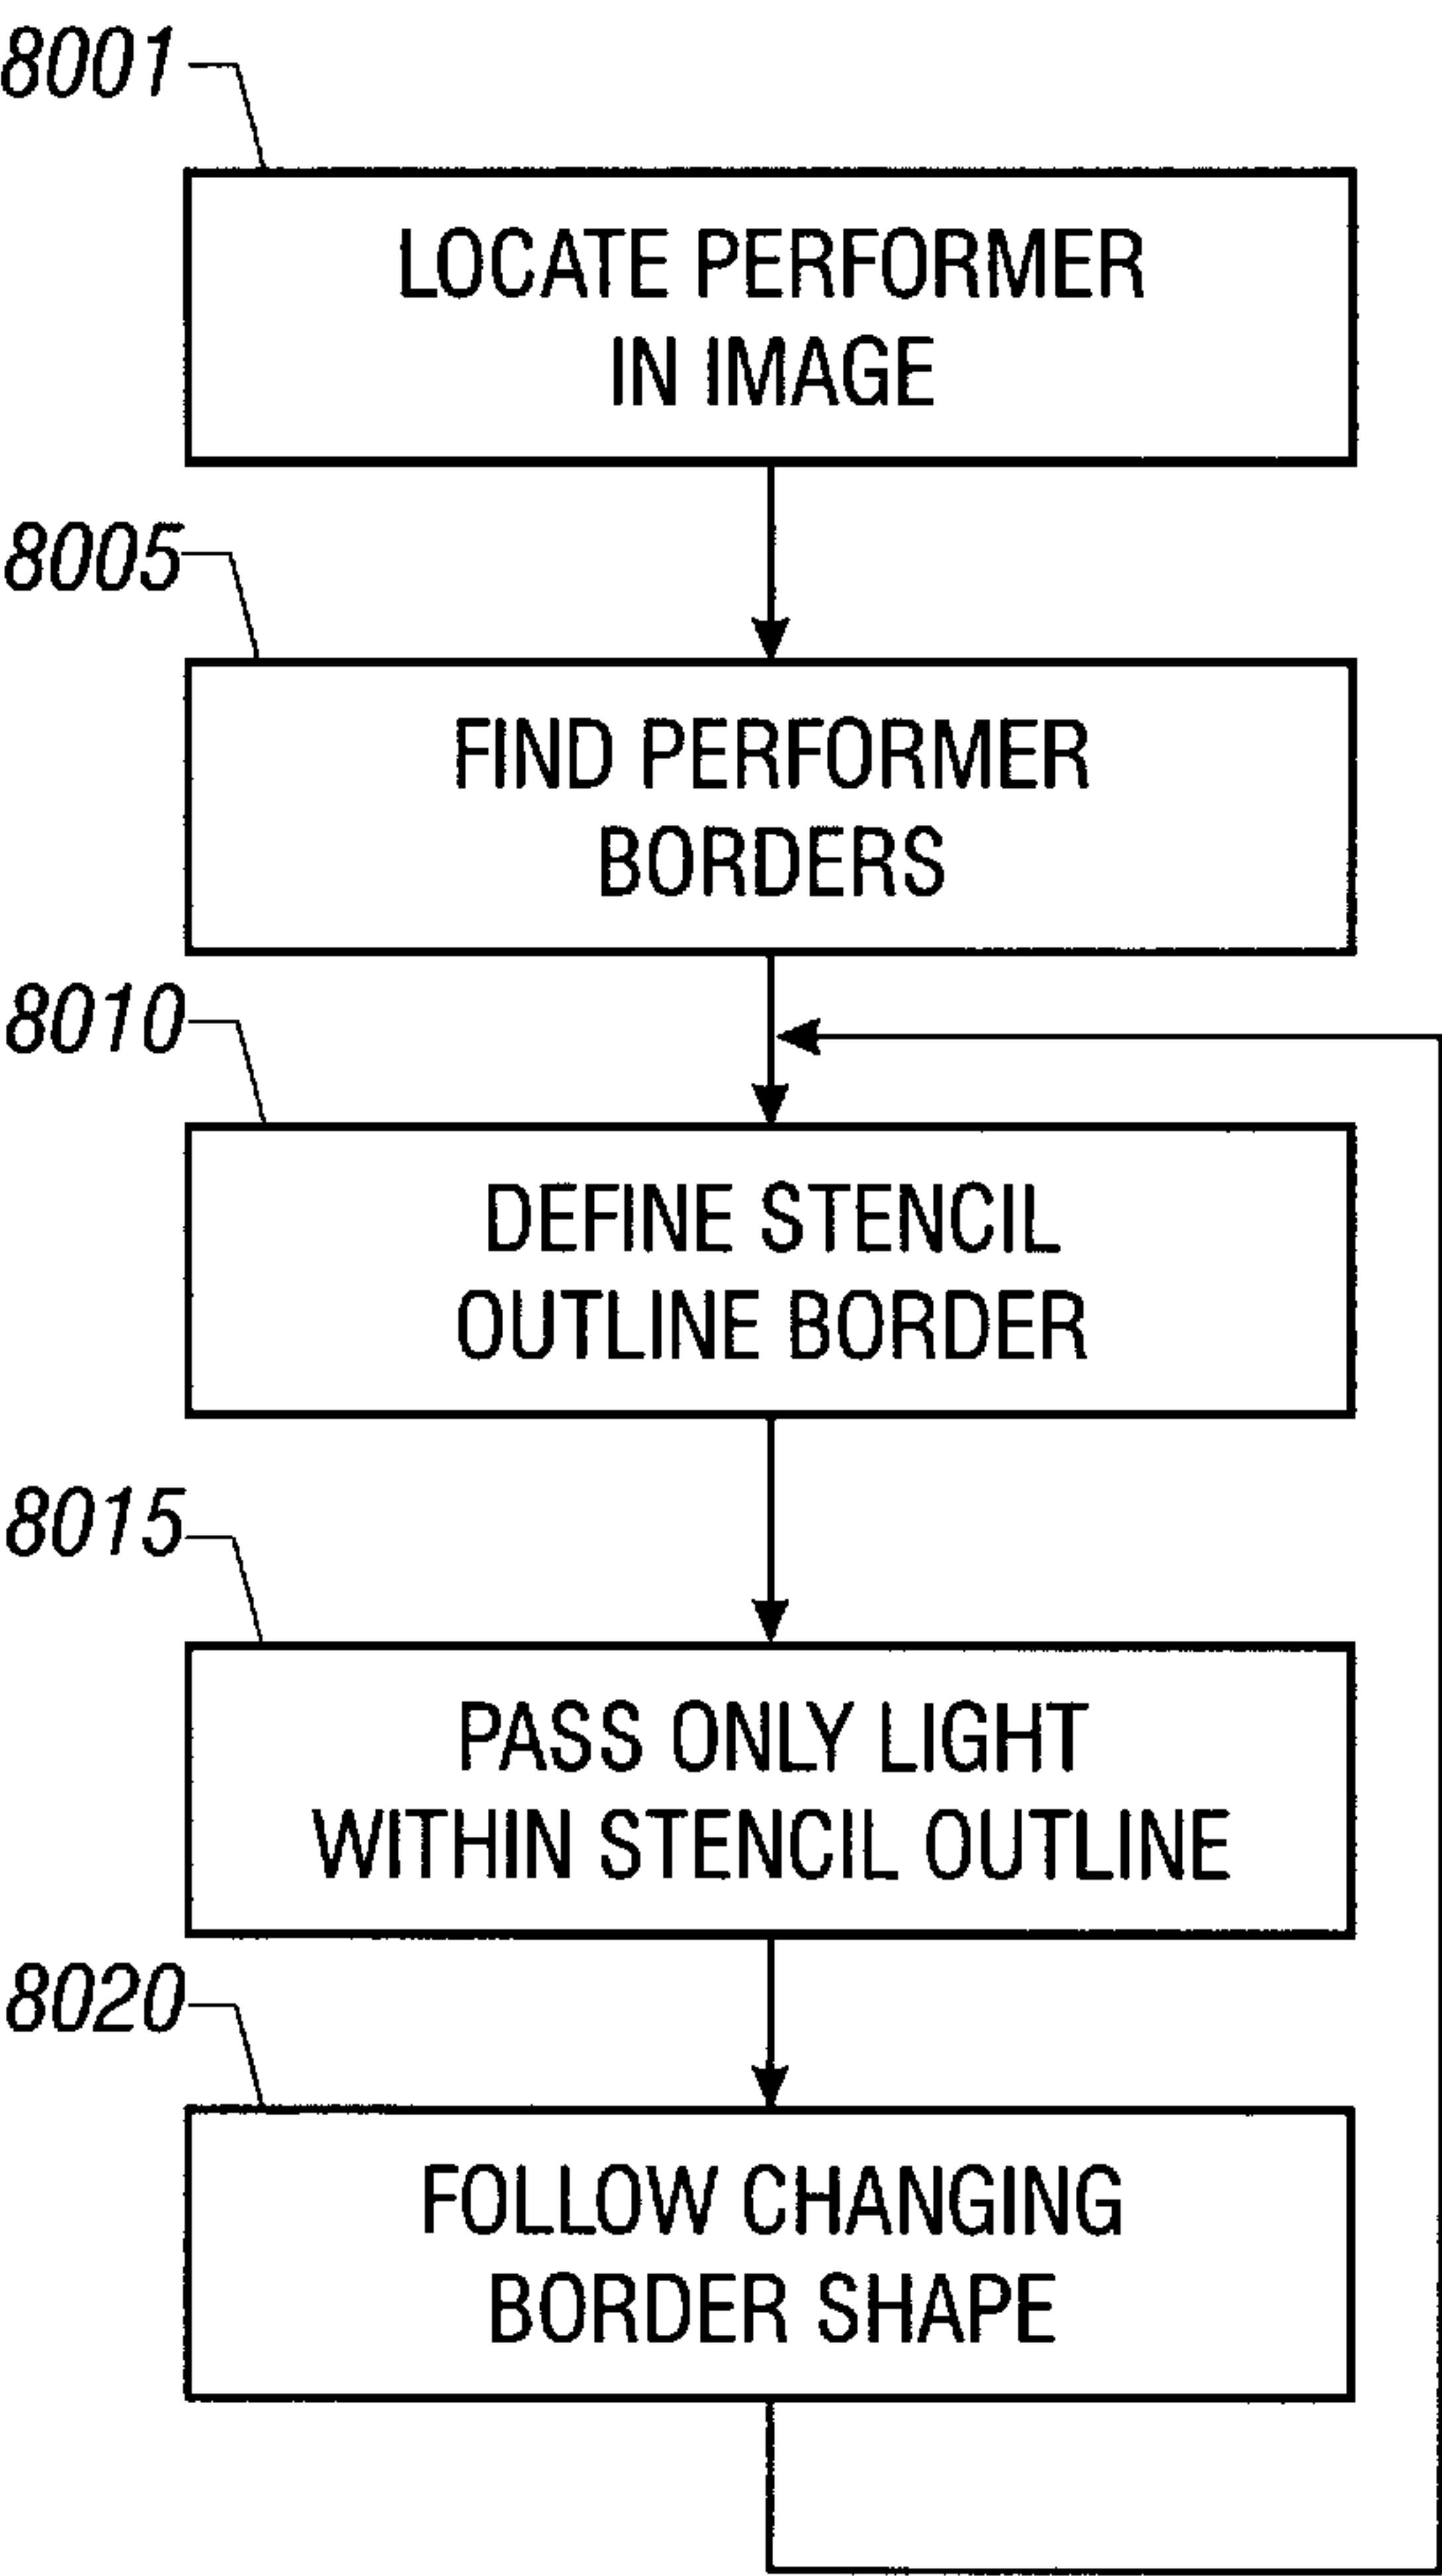 8001
LOCATE PERFORMER
IN IMAGE
8005
FIND PERFORMER
BORDERS
8010
DEFINE STENCIL
OUTLINE BORDER
8015
PASS ONLY LIGHT
WITHIN STENCIL OUTLINE
8020
FOLLOW CHANGING
BORDER SHAPE